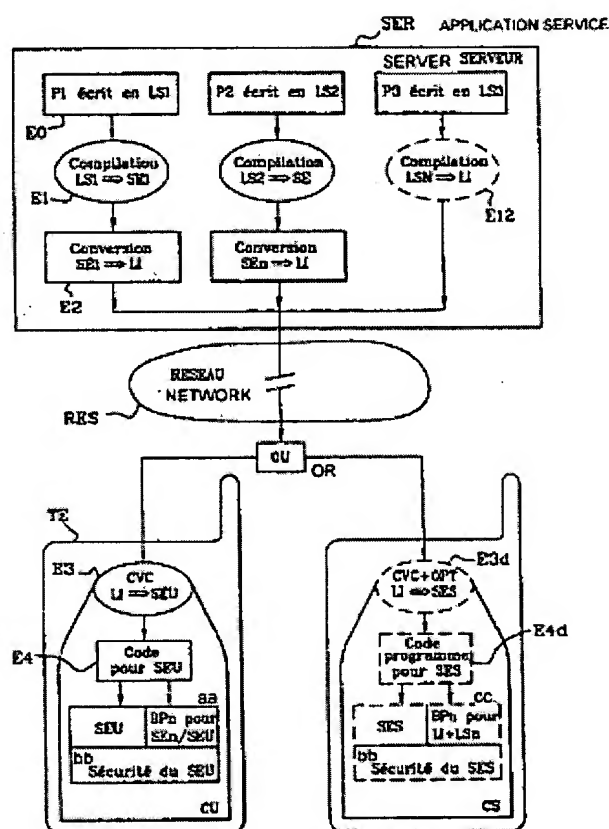 SER APPLICATION SERVICE
SERVER SERVEUR
P1 écrit en LS1
P2 écrit en LS2
P3 écrit en LS3
E0
Compilation
LS1 ⇒ SE1
Compilation
LS2 ⇒ SE
Compilation
LSN ⇒ LI
E1
E12
Conversion
SE1 ⇒ LI
Conversion
SEn ⇒ LI
E2
RESEAU
NETWORK
RES
OU
OR
TE
E3
CVC
LI ⇒ SEU
CVC+OPT
LI ⇒ SES
E3d
E4
Code
pour SEU
Code
programme
pour SES
E4d
aa
SEU
BPn pour
SEn/SEU
bb
Sécurité du SEU
CU
cc
SES
BPn pour
LI+LSn
bb
Sécurité du SES
CS